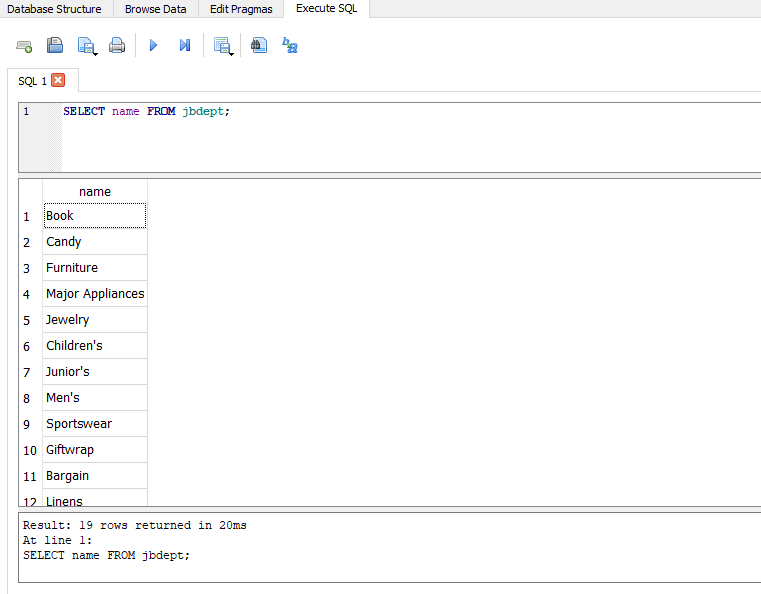 Database Structure Browse Data Edit Pragmas Execute SQL
SQL 1
1 SELECT name FROM jbdept;
name
1 Book
2 Candy
3 Furniture
4 Major Appliances
5 Jewelry
6 Children's
7 Junior's
8 Men's
9 Sportswear
10 Giftwrap
11 Bargain
12 Linens
Result: 19 rows returned in 20ms
At line 1:
SELECT name FROM jbdept;